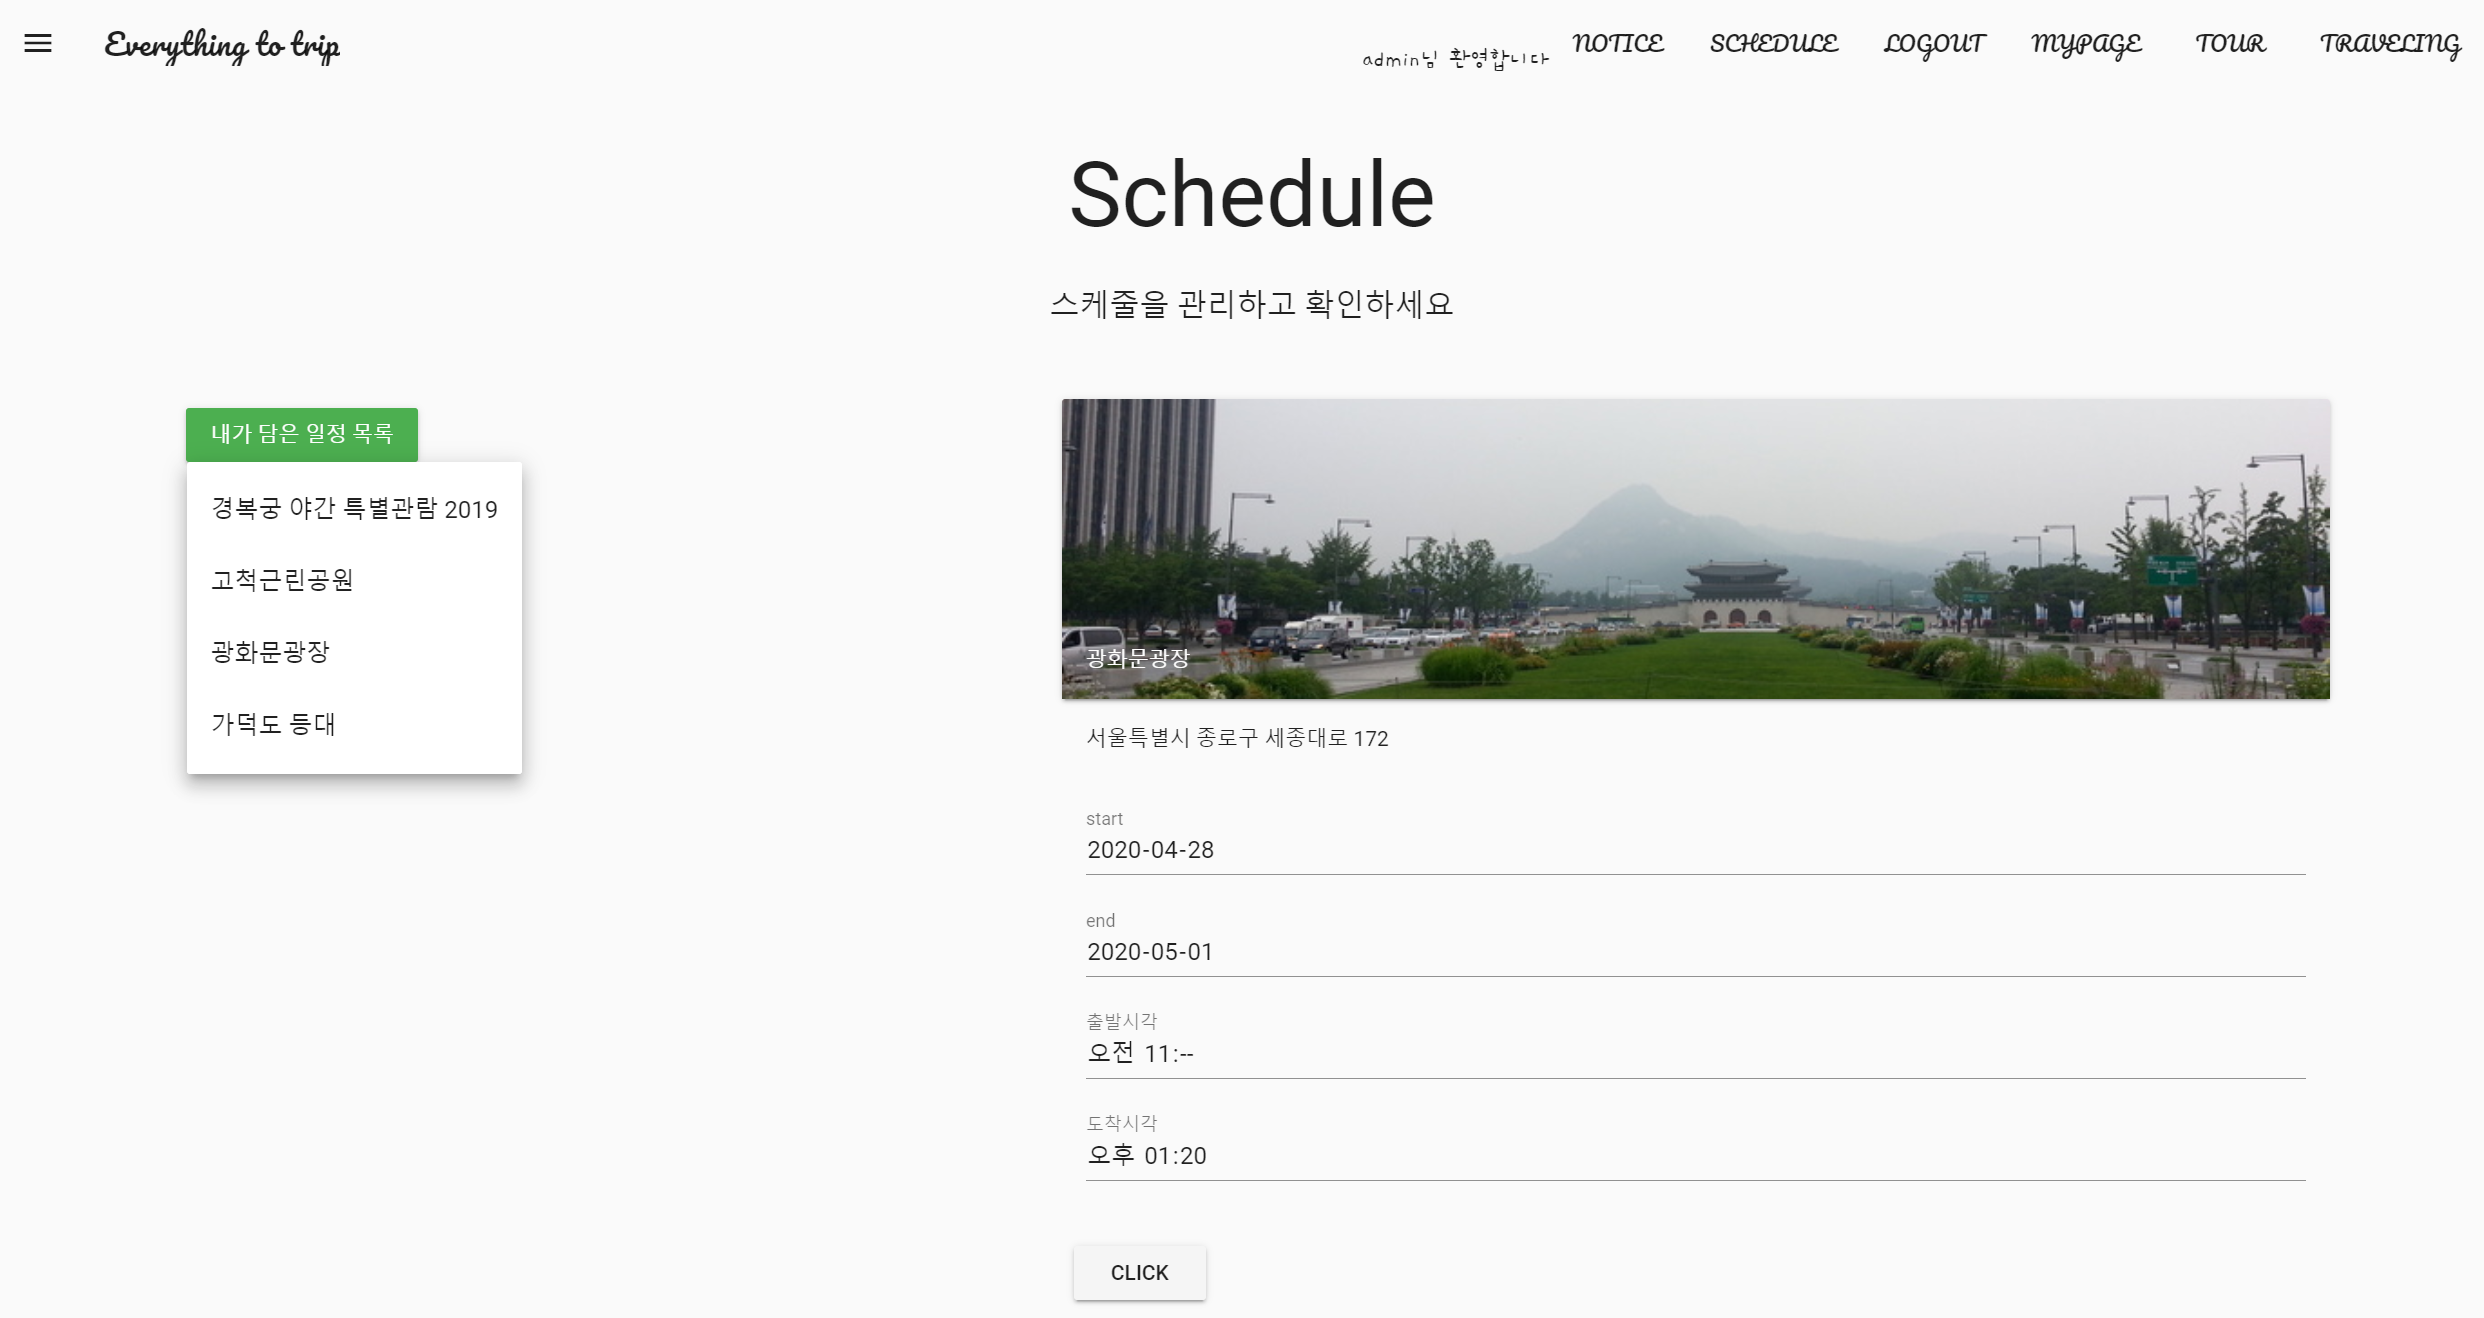 Everything to trip
admin님 환영합니다
NOTICE
SCHEDULE
LOGOUT
MYPAGE
TOUR
TRAVELING
Schedule
스케줄을 관리하고 확인하세요
내가 담은 일정 목록
경복궁 야간 특별관람 2019
고척근린공원
광화문광장
가덕도 등대
광화문광장
서울특별시 종로구 세종대로 172
start
2020-04-28
end
2020-05-01
출발시각
오전 11:--
도착시각
오후 01:20
CLICK